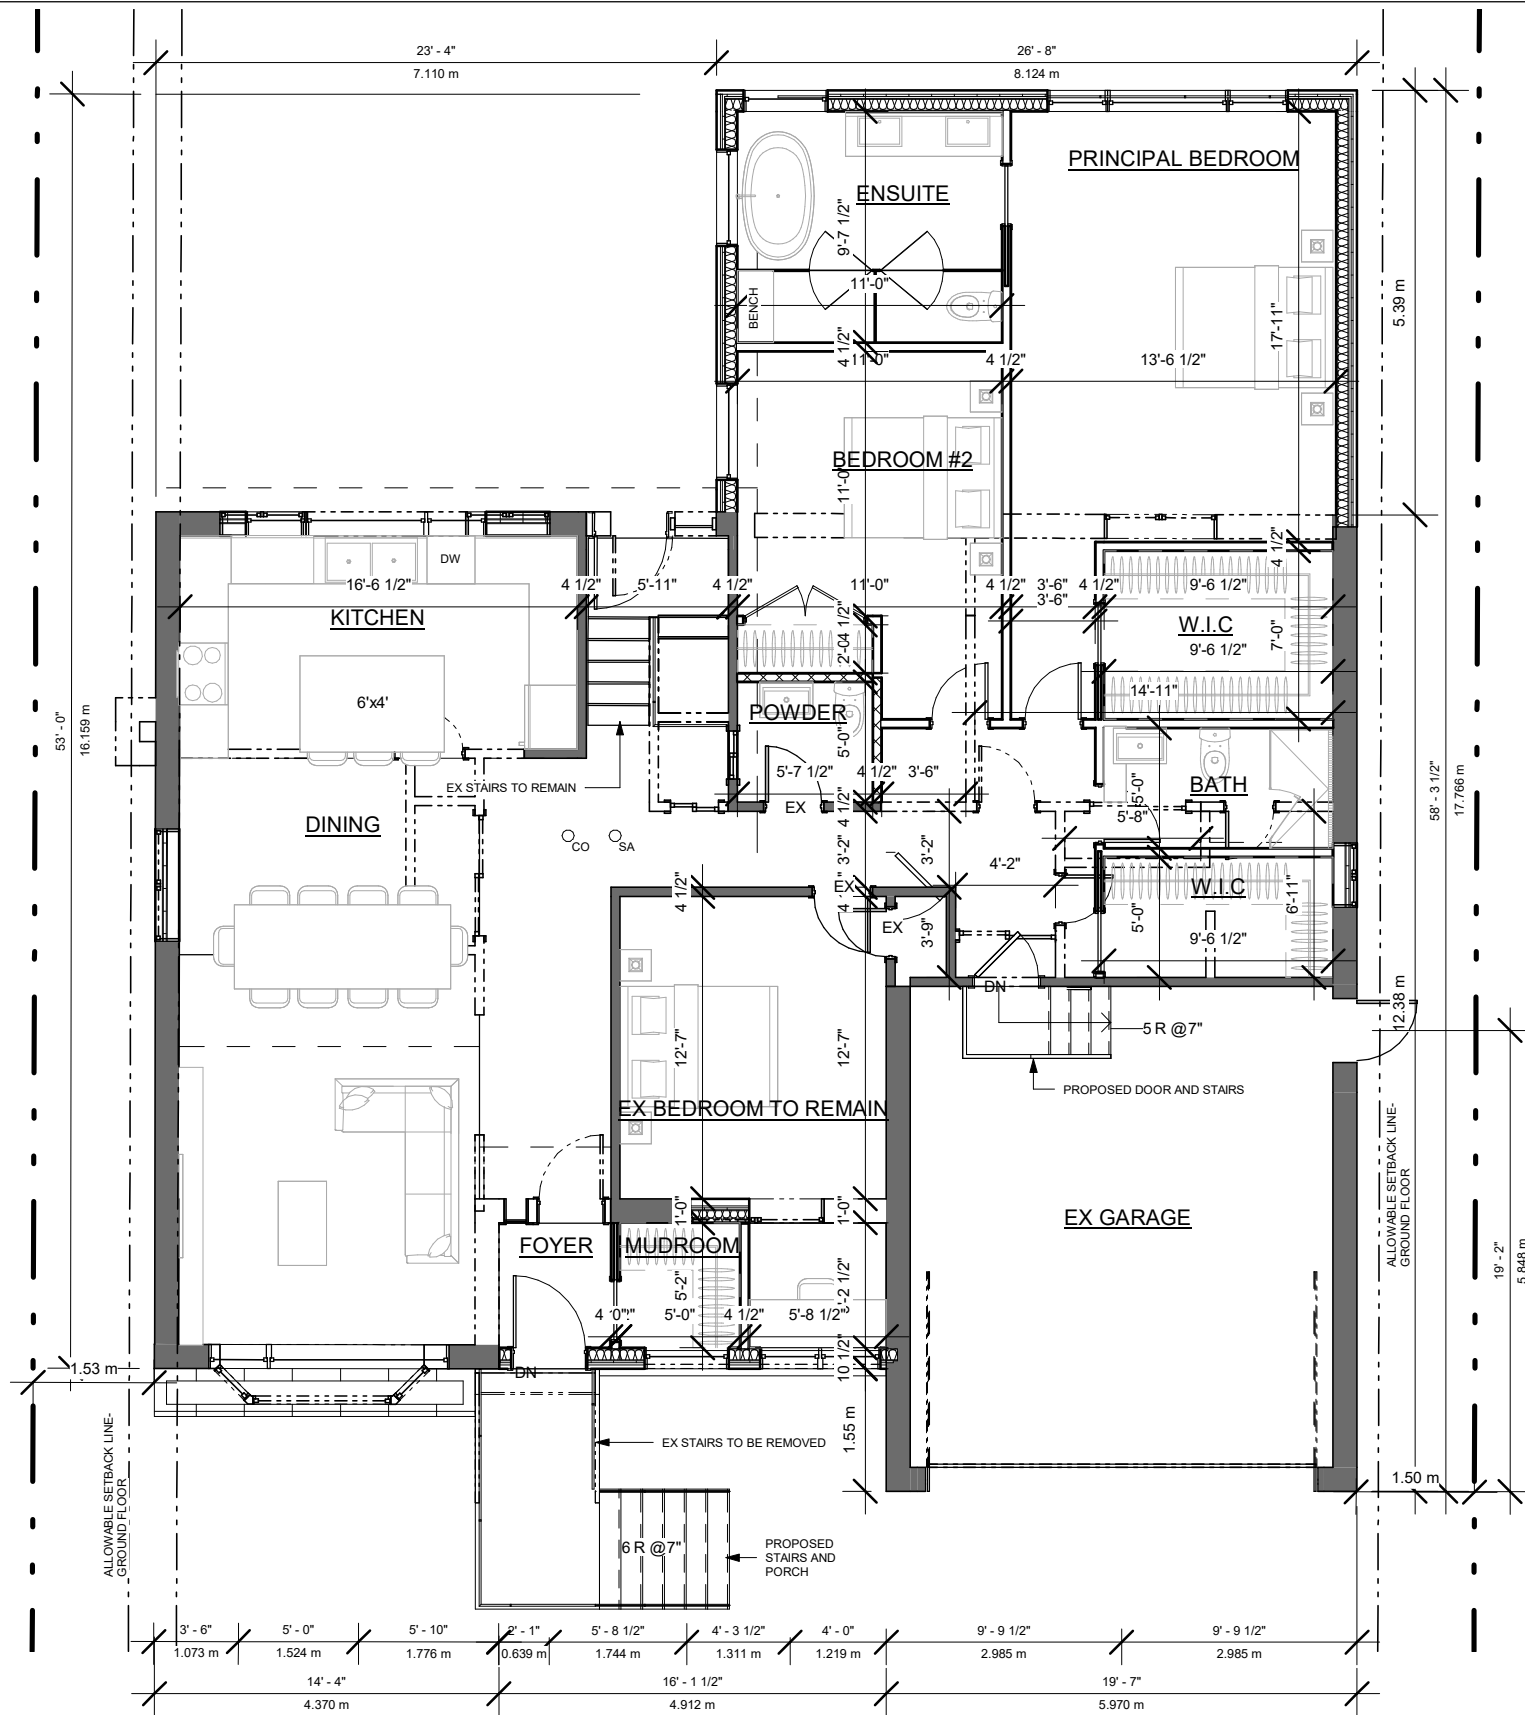 23' - 4"
7.110 m
26' - 8"
8.124 m
PRINCIPAL BEDROOM
ENSUITE
9'-7 1/2"
11'-0"
BENCH
17'-11"
5.39 m
4 1/2"
11'-0"
4 1/2"
13'-6 1/2"
BEDROOM #2
11'-0"
DW
16'-6 1/2"
4 1/2"
5'-11"
4 1/2"
11'-0"
4 1/2"
3'-6"
3'-6"
4 1/2"
9'-6 1/2"
4 1/2"
KITCHEN
W.I.C
7'-0"
9'-6 1/2"
14'-11"
6'x4'
53' - 0"
16.159 m
POWDER
5'-0"
5'-7 1/2"
4 1/2"
3'-6"
EX STAIRS TO REMAIN
EX
4 1/2"
BATH
5'-0"
5'-8"
58' - 3 1/2"
17.766 m
DINING
CO
SA
3'-2"
3'-2"
4'-2"
4 1/2"
EX
EX
3'-9"
W.I.C
5'-0"
6'-11"
9'-6 1/2"
DN
5 R @7"
12.38 m
12'-7"
12'-7"
PROPOSED DOOR AND STAIRS
EX BEDROOM TO REMAIN
ALLOWABLE SETBACK LINE-
GROUND FLOOR
EX GARAGE
1'-0"
1'-0"
FOYER
MUDROOM
5'-2"
5'-0"
4 1/2"
5'-8 1/2"
19' - 2"
5.848 m
10 1/2"
1.53 m
DN
1.55 m
EX STAIRS TO BE REMOVED
1.50 m
ALLOWABLE SETBACK LINE-
GROUND FLOOR
6 R @7"
PROPOSED
STAIRS AND
PORCH
3' - 6"
1.073 m
5' - 0"
1.524 m
5' - 10"
1.776 m
2' - 1"
0.639 m
5' - 8 1/2"
1.744 m
4' - 3 1/2"
1.311 m
4' - 0"
1.219 m
9' - 9 1/2"
2.985 m
9' - 9 1/2"
2.985 m
14' - 4"
4.370 m
16' - 1 1/2"
4.912 m
19' - 7"
5.970 m